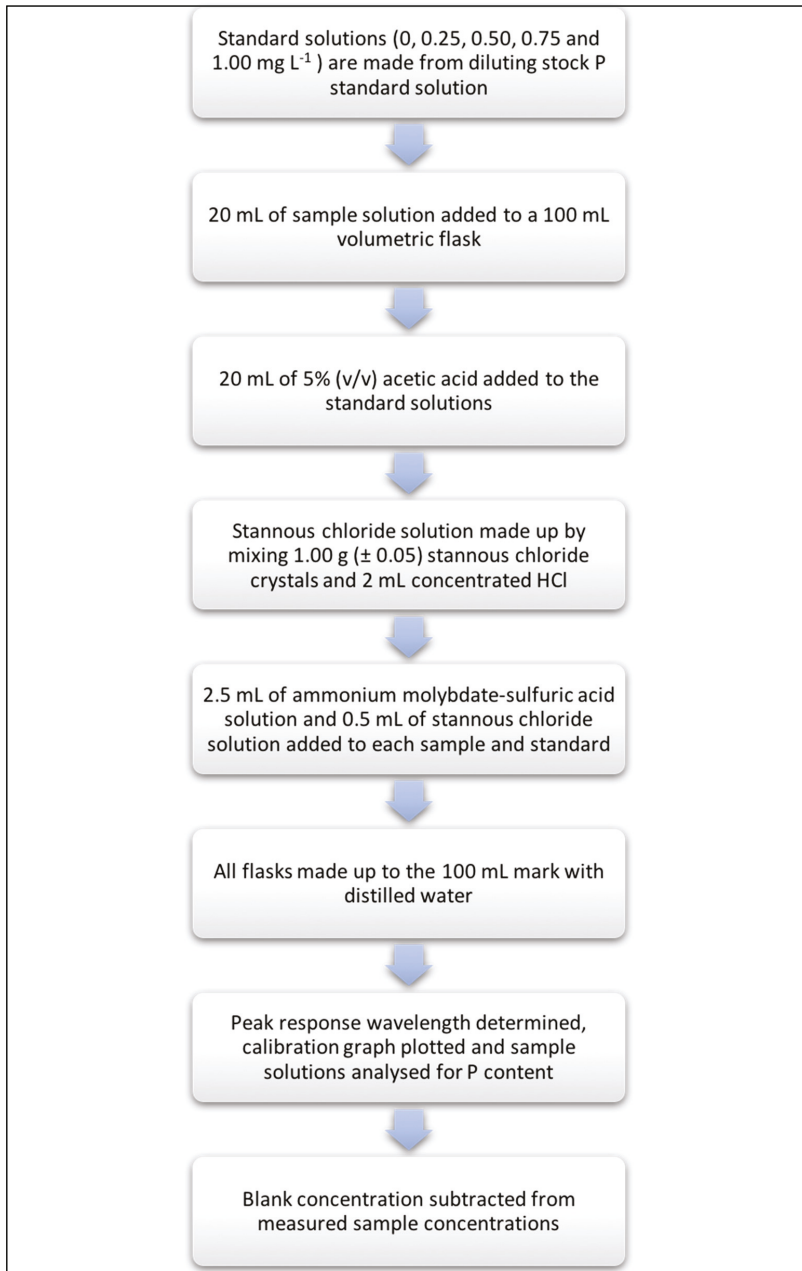 Standard solutions (0, 0.25, 0.50, 0.75 and
1.00 mg L⁻¹ ) are made from diluting stock P
standard solution
20 mL of sample solution added to a 100 mL
volumetric flask
20 mL of 5% (v/v) acetic acid added to the
standard solutions
Stannous chloride solution made up by
mixing 1.00 g (± 0.05) stannous chloride
crystals and 2 mL concentrated HCl
2.5 mL of ammonium molybdate-sulfuric acid
solution and 0.5 mL of stannous chloride
solution added to each sample and standard
All flasks made up to the 100 mL mark with
distilled water
Peak response wavelength determined,
calibration graph plotted and sample
solutions analysed for P content
Blank concentration subtracted from
measured sample concentrations